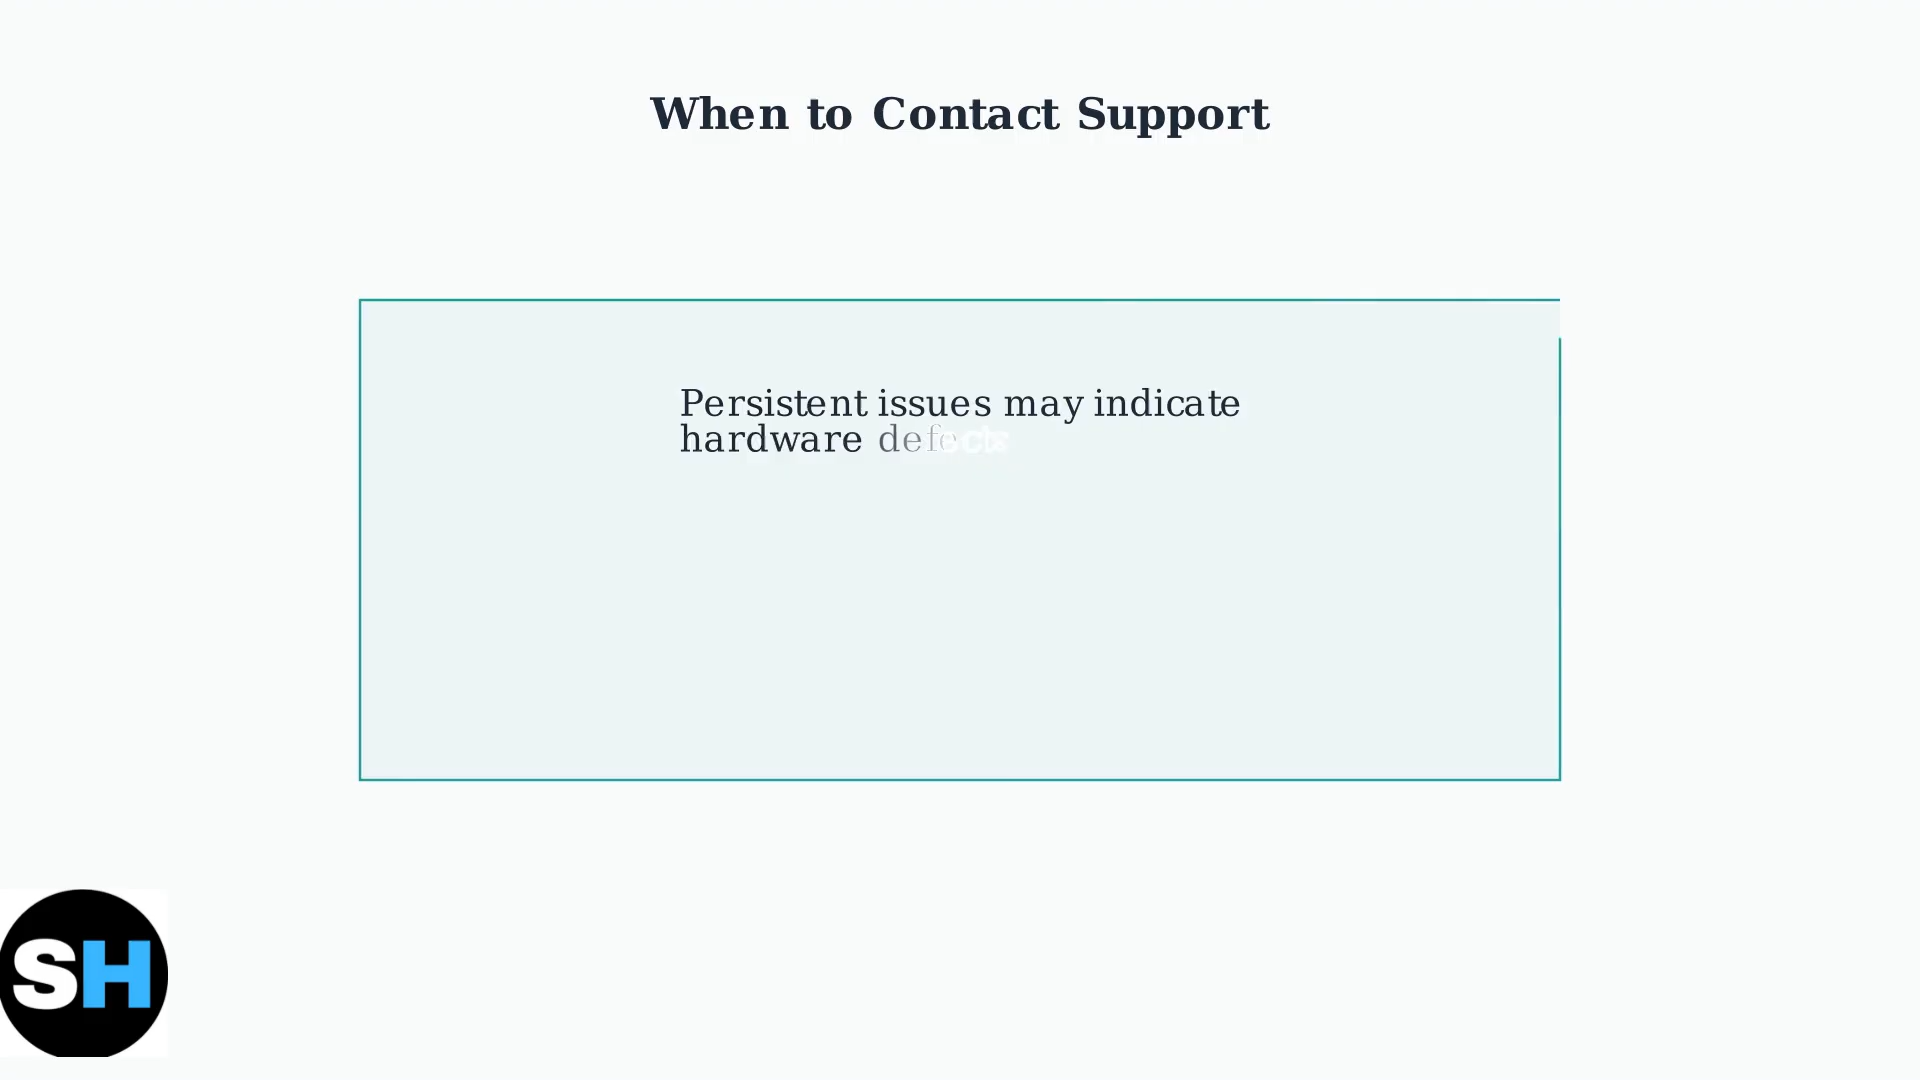 When to Contact Support
Persistent issues may indicate
hardware defects
SH